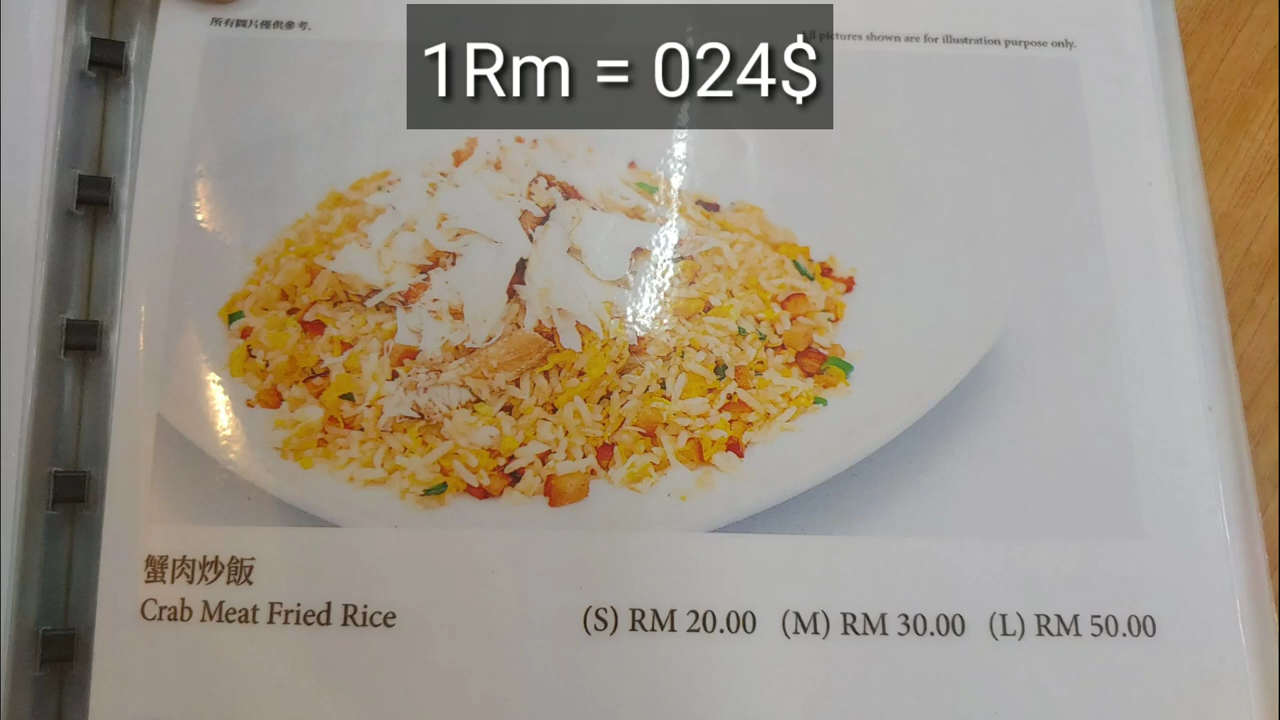 所有圖片僅供參考.
1Rm = 024$
pictures shown are for illustration purpose only.
蟹肉炒飯
Crab Meat Fried Rice
(S) RM 20.00 (M) RM 30.00 (L) RM 50.00